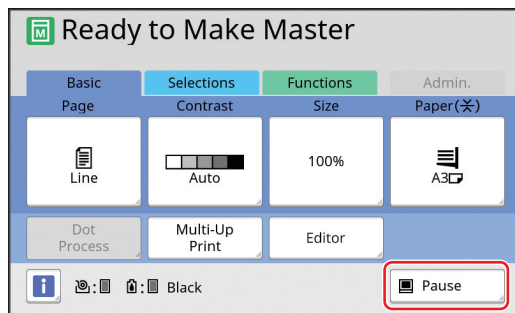 M Ready to Make Master
Basic Selections Functions Admin.
Page Contrast Size Paper(⚹)
Line Auto 100% A3
Dot Process Multi-Up Print Editor
i : : Black Pause